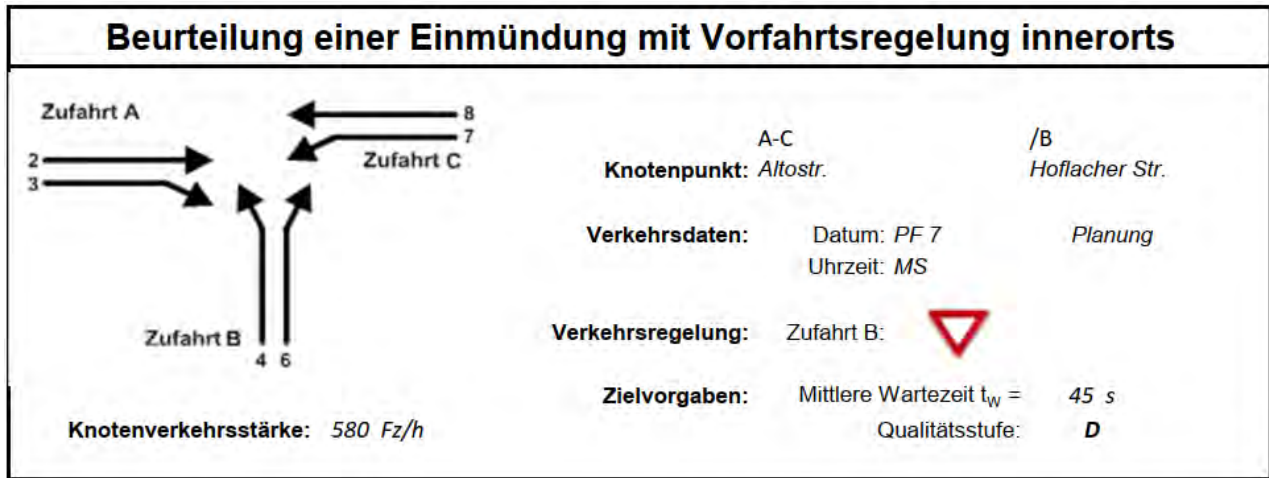 Beurteilung einer Einmündung mit Vorfahrtsregelung innerorts
Zufahrt A
8
7
2
Zufahrt C
3
Zufahrt B
4 6
Knotenverkehrsstärke: 580 Fz/h
A-C /B
Knotenpunkt: Altostr. Hoflacher Str.
Verkehrsdaten: Datum: PF 7 Planung
Uhrzeit: MS
Verkehrsregelung: Zufahrt B:
Zielvorgaben: Mittlere Wartezeit tW = 45 s
Qualitätsstufe: D